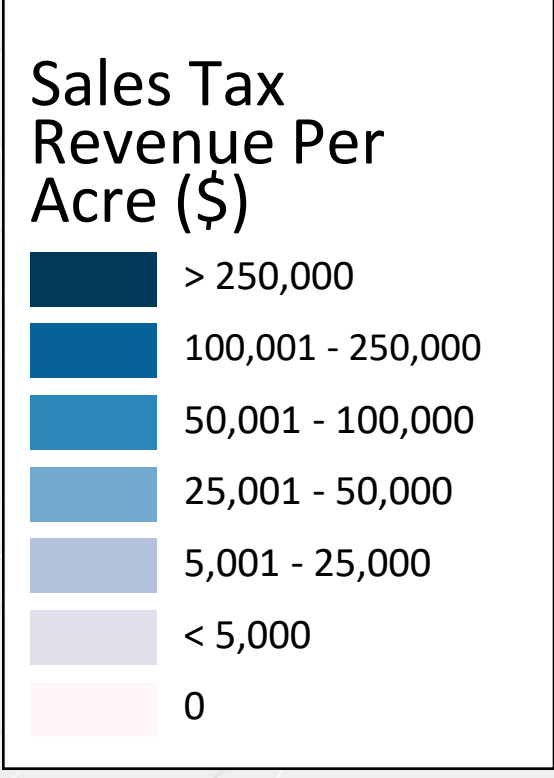 Sales Tax
Revenue Per
Acre ($)
> 250,000
100,001 - 250,000
50,001 - 100,000
25,001 - 50,000
5,001 - 25,000
< 5,000
0